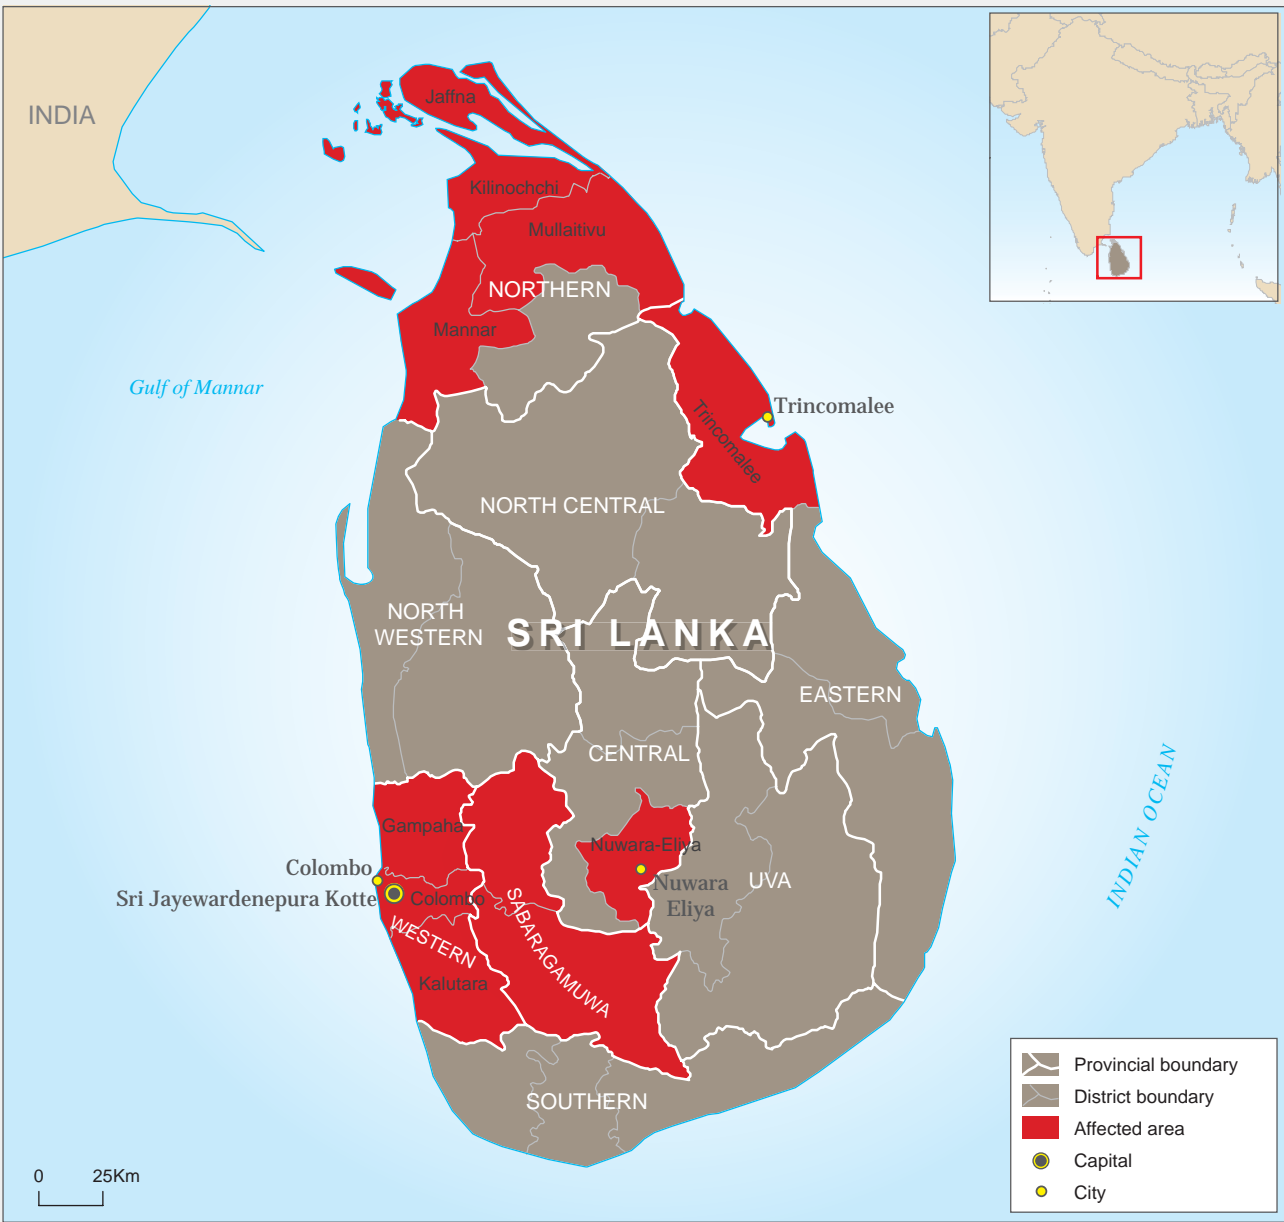 INDIA
Jaffna
Kilinochchi
Mullaitivu
NORTHERN
Mannar
Gulf of Mannar
Trincomalee
Trincomalee
NORTH CENTRAL
NORTH
WESTERN
SRI LANKA
EASTERN
CENTRAL
Gampaha
Nuwara-Eliya
Colombo
Sri Jayewardenepura Kotte
Colombo
Nuwara
Eliya
UVA
INDIAN OCEAN
WESTERN
SABARAGAMUWA
Kalutara
SOUTHERN
0 25Km
Provincial boundary
District boundary
Affected area
Capital
City